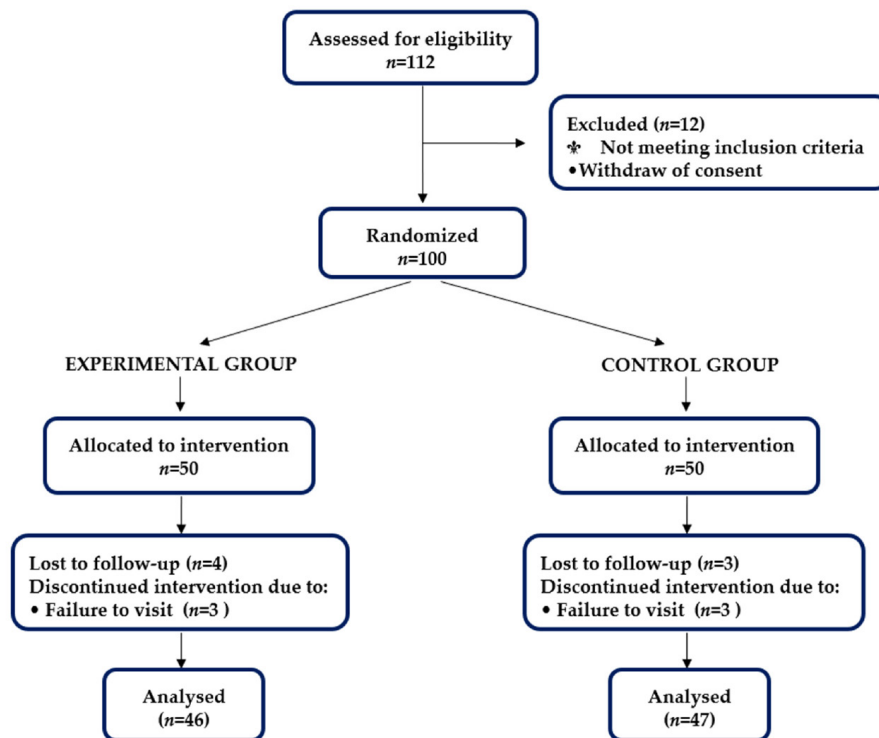 Assessed for eligibility
n=112
Excluded (n=12)
⚜ Not meeting inclusion criteria
•Withdraw of consent
Randomized
n=100
EXPERIMENTAL GROUP
CONTROL GROUP
Allocated to intervention
n=50
Allocated to intervention
n=50
Lost to follow-up (n=4)
Discontinued intervention due to:
• Failure to visit (n=3 )
Lost to follow-up (n=3)
Discontinued intervention due to:
• Failure to visit (n=3 )
Analysed
(n=46)
Analysed
(n=47)